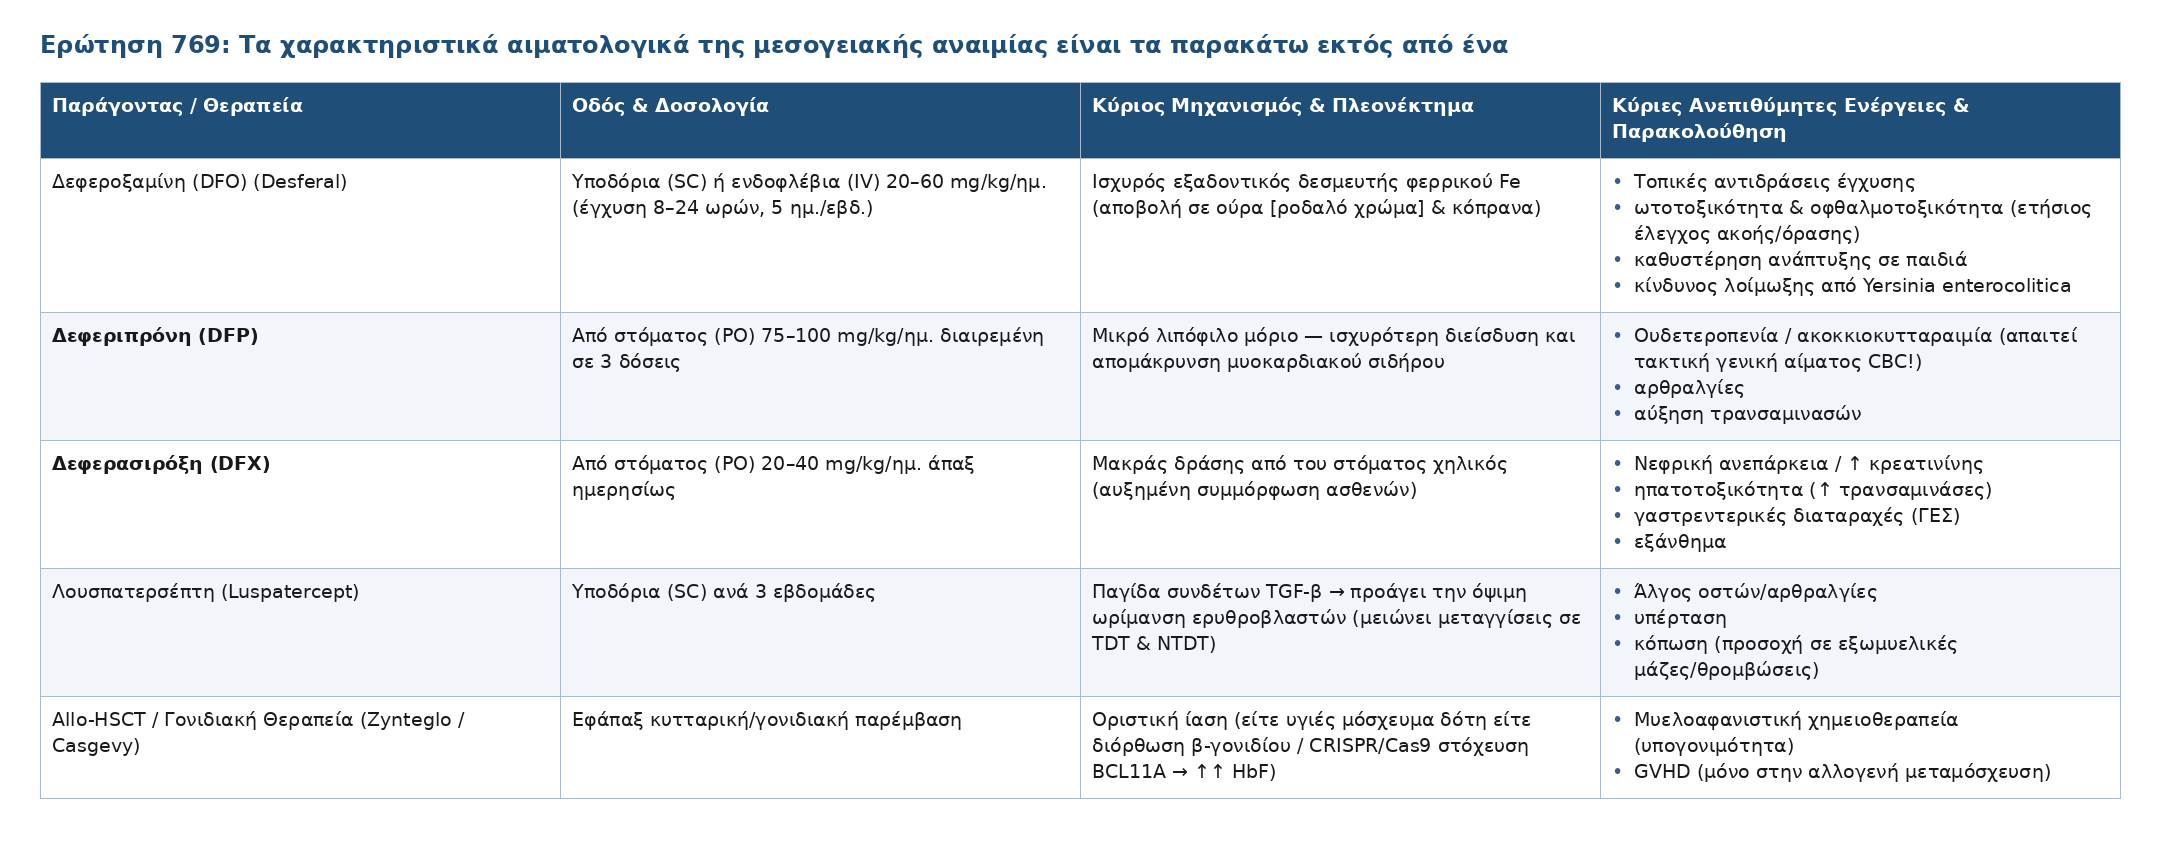 Ερώτηση 769: Τα χαρακτηριστικά αιματολογικά της μεσογειακής αναιμίας είναι τα παρακάτω εκτός από ένα
Παράγοντας / Θεραπεία
Οδός & Δοσολογία
Κύριος Μηχανισμός & Πλεονέκτημα
Κύριες Ανεπιθύμητες Ενέργειες &
Παρακολούθηση
Δεφεροξαμίνη (DFO) (Desferal)
Υποδόρια (SC) ή ενδοφλέβια (IV) 20–60 mg/kg/ημ.
(έγχυση 8–24 ωρών, 5 ημ./εβδ.)
Ισχυρός εξαδοντικός δεσμευτής φερρικού Fe
(αποβολή σε ούρα [ροδαλό χρώμα] & κόπρανα)
• Τοπικές αντιδράσεις έγχυσης
• ωτοτοξικότητα & οφθαλμοτοξικότητα (ετήσιος
έλεγχος ακοής/όρασης)
• καθυστέρηση ανάπτυξης σε παιδιά
• κίνδυνος λοίμωξης από Yersinia enterocolitica
Δεφεριπρόνη (DFP)
Από στόματος (PO) 75–100 mg/kg/ημ. διαιρεμένη
σε 3 δόσεις
Μικρό λιπόφιλο μόριο — ισχυρότερη διείσδυση και
απομάκρυνση μυοκαρδιακού σιδήρου
• Ουδετεροπενία / ακοκκιοκυτταραιμία (απαιτεί
τακτική γενική αίματος CBC!)
• αρθραλγίες
• αύξηση τρανσαμινασών
Δεφερασιρόξη (DFX)
Από στόματος (PO) 20–40 mg/kg/ημ. άπαξ
ημερησίως
Μακράς δράσης από του στόματος χηλικός
(αυξημένη συμμόρφωση ασθενών)
• Νεφρική ανεπάρκεια / ↑ κρεατινίνης
• ηπατοτοξικότητα (↑ τρανσαμινάσες)
• γαστρεντερικές διαταραχές (ΓΕΣ)
• εξάνθημα
Λουσπατερσέπτη (Luspatercept)
Υποδόρια (SC) ανά 3 εβδομάδες
Παγίδα συνδέτων TGF-β → προάγει την όψιμη
ωρίμανση ερυθροβλαστών (μειώνει μεταγγίσεις σε
TDT & NTDT)
• Άλγος οστών/αρθραλγίες
• υπέρταση
• κόπωση (προσοχή σε εξωμυελικές
μάζες/θρομβώσεις)
Allo-HSCT / Γονιδιακή Θεραπεία (Zynteglo /
Casgevy)
Εφάπαξ κυτταρική/γονιδιακή παρέμβαση
Οριστική ίαση (είτε υγιές μόσχευμα δότη είτε
διόρθωση β-γονιδίου / CRISPR/Cas9 στόχευση
BCL11A → ↑↑ HbF)
• Μυελοαφανιστική χημειοθεραπεία
(υπογονιμότητα)
• GVHD (μόνο στην αλλογενή μεταμόσχευση)